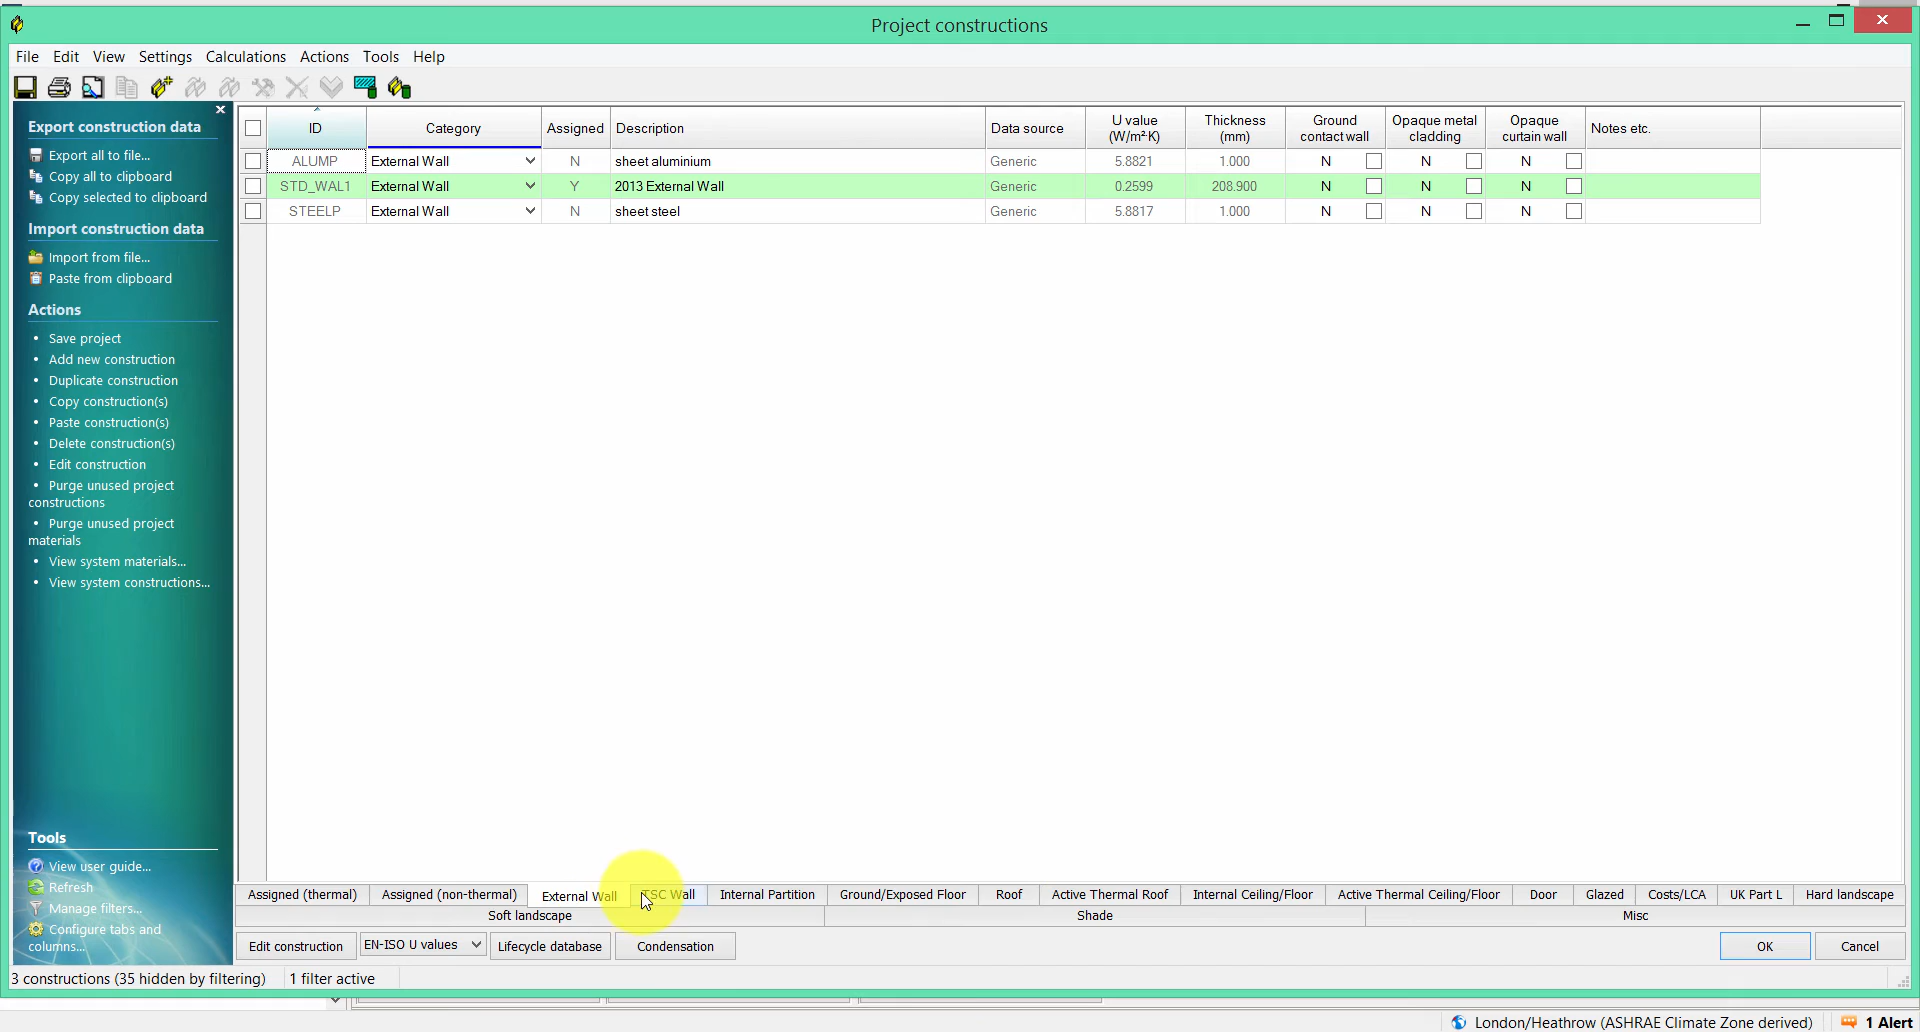 Project constructions
File Edit View Settings Calculations Actions Tools Help
Export construction data
Export all to file...
Copy all to clipboard
Copy selected to clipboard
Import construction data
Import from file...
Paste from clipboard
Actions
• Save project
• Add new construction
• Duplicate construction
• Copy construction(s)
• Paste construction(s)
• Delete construction(s)
• Edit construction
• Purge unused project
constructions
• Purge unused project
materials
• View system materials...
• View system constructions...
Tools
View user guide...
Refresh
Manage filters...
Configure tabs and
columns...
ID Category Assigned Description Data source U value (W/m²·K) Thickness (mm) Ground contact wall Opaque metal cladding Opaque curtain wall Notes etc.
ALUMP External Wall N sheet aluminium Generic 5.8821 1.000 N N N
STD_WAL1 External Wall Y 2013 External Wall Generic 0.2599 208.900 N N N
STEELP External Wall N sheet steel Generic 5.8817 1.000 N N N
Assigned (thermal) Assigned (non-thermal) External Wall TSC Wall Internal Partition Ground/Exposed Floor Roof Active Thermal Roof Internal Ceiling/Floor Active Thermal Ceiling/Floor Door Glazed Costs/LCA UK Part L Hard landscape
Soft landscape Shade Misc
Edit construction EN-ISO U values Lifecycle database Condensation OK Cancel
3 constructions (35 hidden by filtering) 1 filter active
London/Heathrow (ASHRAE Climate Zone derived) 1 Alert